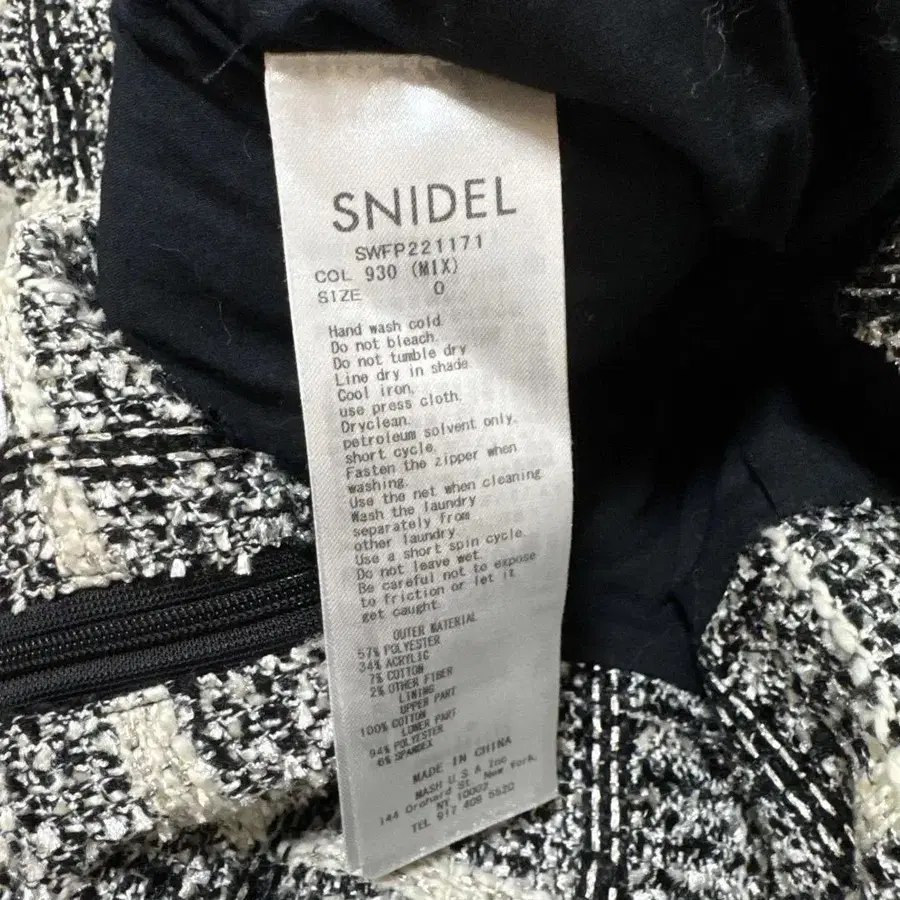 SNIDEL
SWFP221171
COL 930 (MIX)
SIZE 0
Hand wash cold
Do not bleach.
Do not tumble dry
Line dry in shade
Cool iron.
use press cloth.
Dryclean.
petroleum solvent only.
short cycle.
Fasten the zipper when
washing.
Use the net when cleaning
Wash the laundry
separately from
other laundry
Use a short spin cycle
Do not leave wet.
Be careful not to expose
to friction or let it
get caught.
OUTER MATERIAL
57% POLYESTER
34% ACRYLIC
7% COTTON
2% OTHER FIBER
LINING
UPPER PART
100% COTTON
LOWER PART
94% POLYESTER
6% SPANDEX
MADE IN CHINA
MASH U S A Inc
144 Orchard St. New York,
NY 10002
TEL 917 408 5520